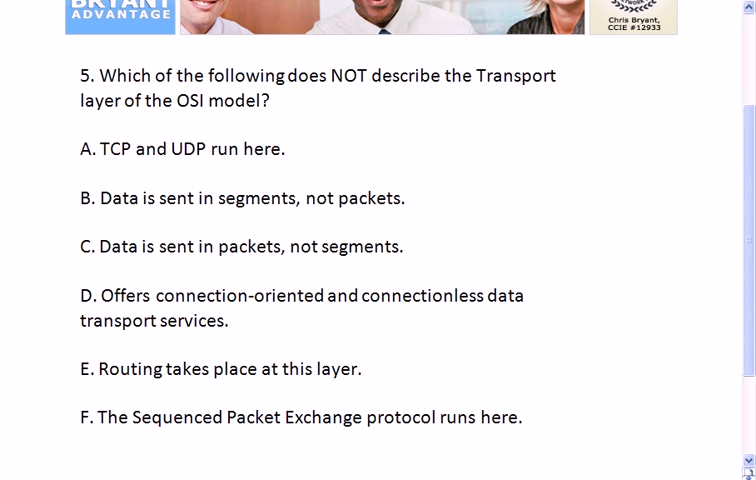 BRYANT
ADVANTAGE
Chris Bryant,
CCIE #12933
5. Which of the following does NOT describe the Transport
layer of the OSI model?
A. TCP and UDP run here.
B. Data is sent in segments, not packets.
C. Data is sent in packets, not segments.
D. Offers connection-oriented and connectionless data
transport services.
E. Routing takes place at this layer.
F. The Sequenced Packet Exchange protocol runs here.